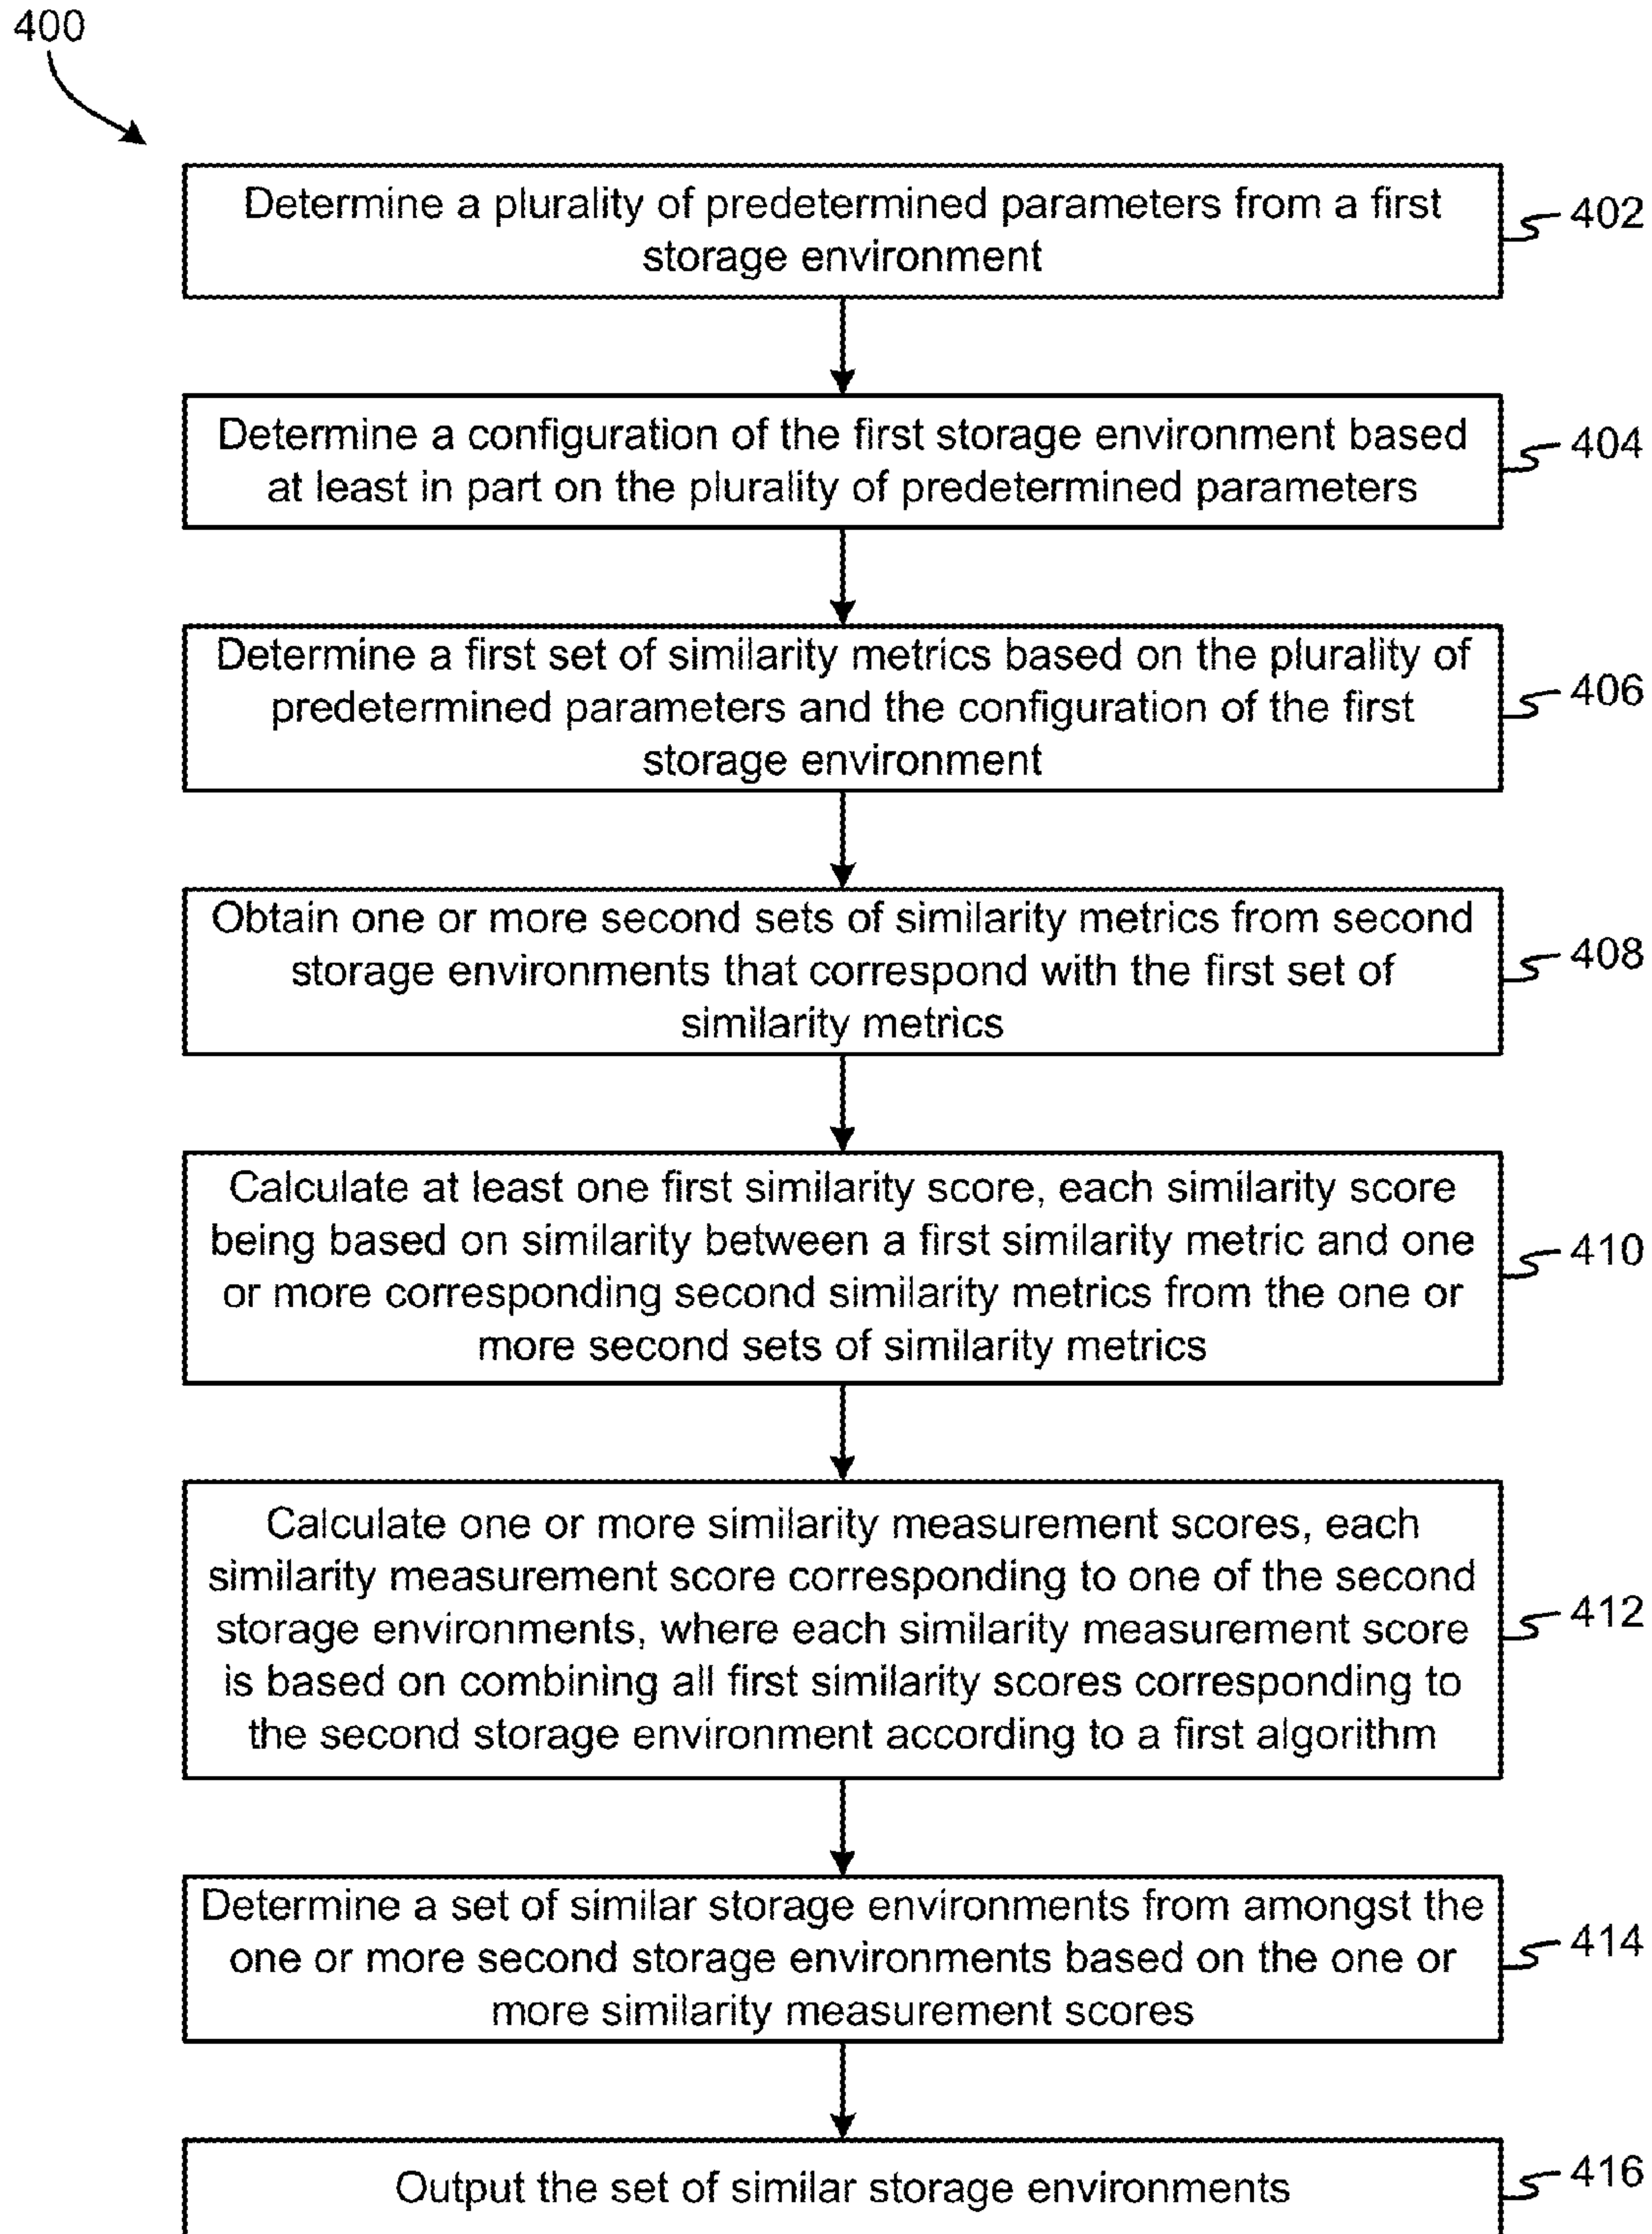 400
Determine a plurality of predetermined parameters from a first
storage environment
402
Determine a configuration of the first storage environment based
at least in part on the plurality of predetermined parameters
404
Determine a first set of similarity metrics based on the plurality of
predetermined parameters and the configuration of the first
storage environment
406
Obtain one or more second sets of similarity metrics from second
storage environments that correspond with the first set of
similarity metrics
408
Calculate at least one first similarity score, each similarity score
being based on similarity between a first similarity metric and one
or more corresponding second similarity metrics from the one or
more second sets of similarity metrics
410
Calculate one or more similarity measurement scores, each
similarity measurement score corresponding to one of the second
storage environments, where each similarity measurement score
is based on combining all first similarity scores corresponding to
the second storage environment according to a first algorithm
412
Determine a set of similar storage environments from amongst the
one or more second storage environments based on the one or
more similarity measurement scores
414
Output the set of similar storage environments
416